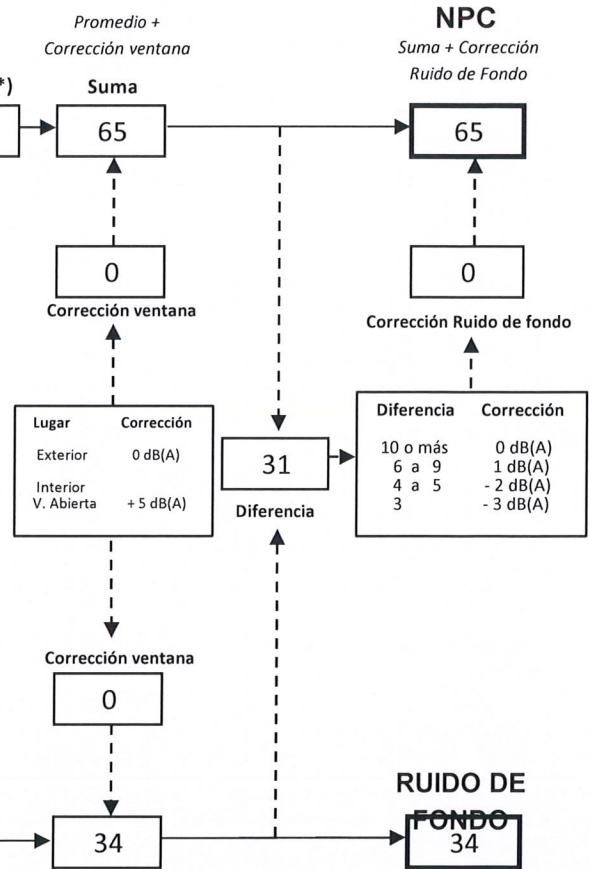 Promedio +
Corrección ventana
NPC
Suma + Corrección
Ruido de Fondo
*)
Suma
65
65
0
0
Corrección ventana
Corrección Ruido de fondo
Lugar Corrección
Exterior 0 dB(A)
Interior
V. Abierta + 5 dB(A)
31
Diferencia
Diferencia Corrección
10 o más 0 dB(A)
6 a 9 1 dB(A)
4 a 5 - 2 dB(A)
3 - 3 dB(A)
Corrección ventana
0
RUIDO DE
FONDO
34
34